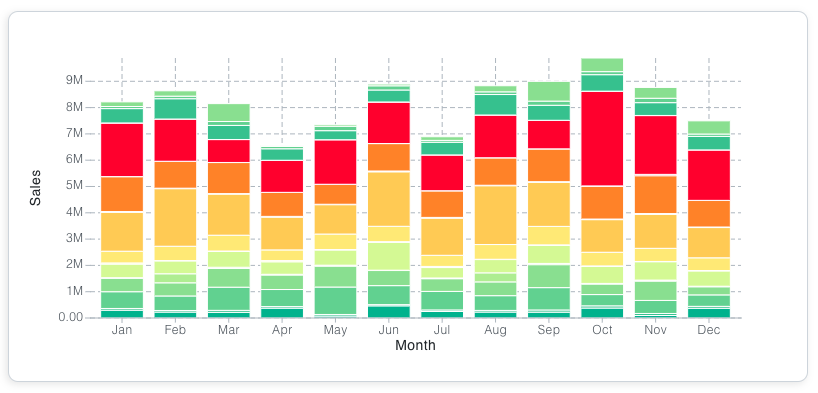 Sales
9M
8M
7M
6M
5M
4M
3M
2M
1M
0.00
Jan Feb Mar Apr May Jun Jul Aug Sep Oct Nov Dec
Month